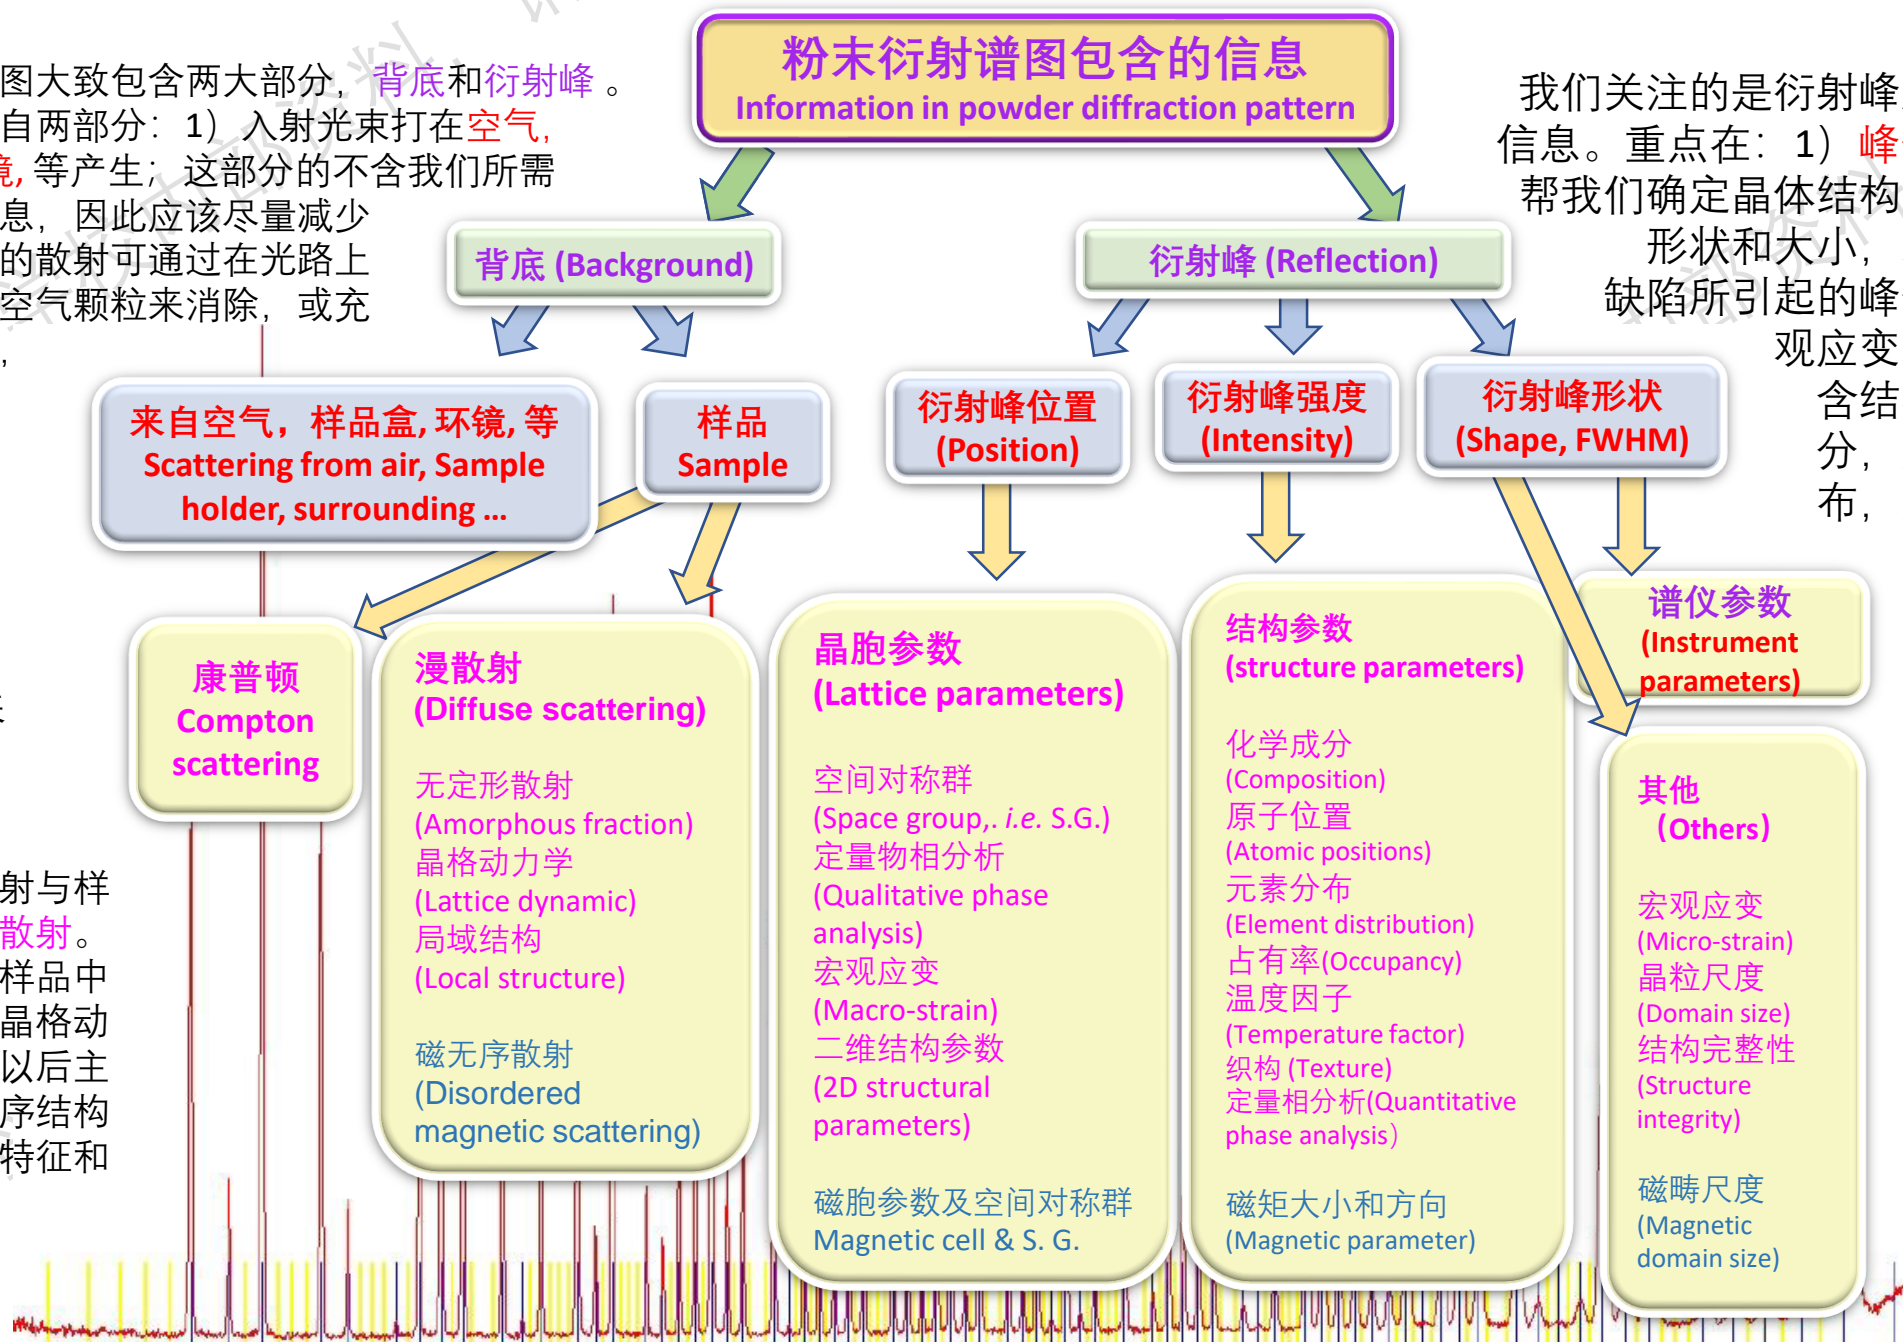 粉末衍射谱图包含的信息
Information in powder diffraction pattern
图大致包含两大部分，背底和衍射峰 。
自两部分：1）入射光束打在空气，
境, 等产生；这部分的不含我们所需
息，因此应该尽量减少
的散射可通过在光路上
空气颗粒来消除，或充
，
我们关注的是衍射峰
信息。重点在：1）峰
帮我们确定晶体结构
形状和大小，
缺陷所引起的峰
观应变
含结
分，
布，
背底 (Background)
衍射峰 (Reflection)
来自空气，样品盒, 环镜, 等
Scattering from air, Sample
holder, surrounding ...
样品
Sample
衍射峰位置
(Position)
衍射峰强度
(Intensity)
衍射峰形状
(Shape, FWHM)
康普顿
Compton
scattering
漫散射
(Diffuse scattering)
无定形散射
(Amorphous fraction)
晶格动力学
(Lattice dynamic)
局域结构
(Local structure)
磁无序散射
(Disordered
magnetic scattering)
晶胞参数
(Lattice parameters)
空间对称群
(Space group,. i.e. S.G.)
定量物相分析
(Qualitative phase
analysis)
宏观应变
(Macro-strain)
二维结构参数
(2D structural
parameters)
磁胞参数及空间对称群
Magnetic cell & S. G.
结构参数
(structure parameters)
化学成分
(Composition)
原子位置
(Atomic positions)
元素分布
(Element distribution)
占有率(Occupancy)
温度因子
(Temperature factor)
织构 (Texture)
定量相分析(Quantitative
phase analysis）
磁矩大小和方向
(Magnetic parameter)
谱仪参数
(Instrument
parameters)
其他
（Others）
宏观应变
(Micro-strain)
晶粒尺度
(Domain size)
结构完整性
(Structure
integrity)
磁畴尺度
(Magnetic
domain size)
射与样
散射。
样品中
晶格动
以后主
序结构
特征和